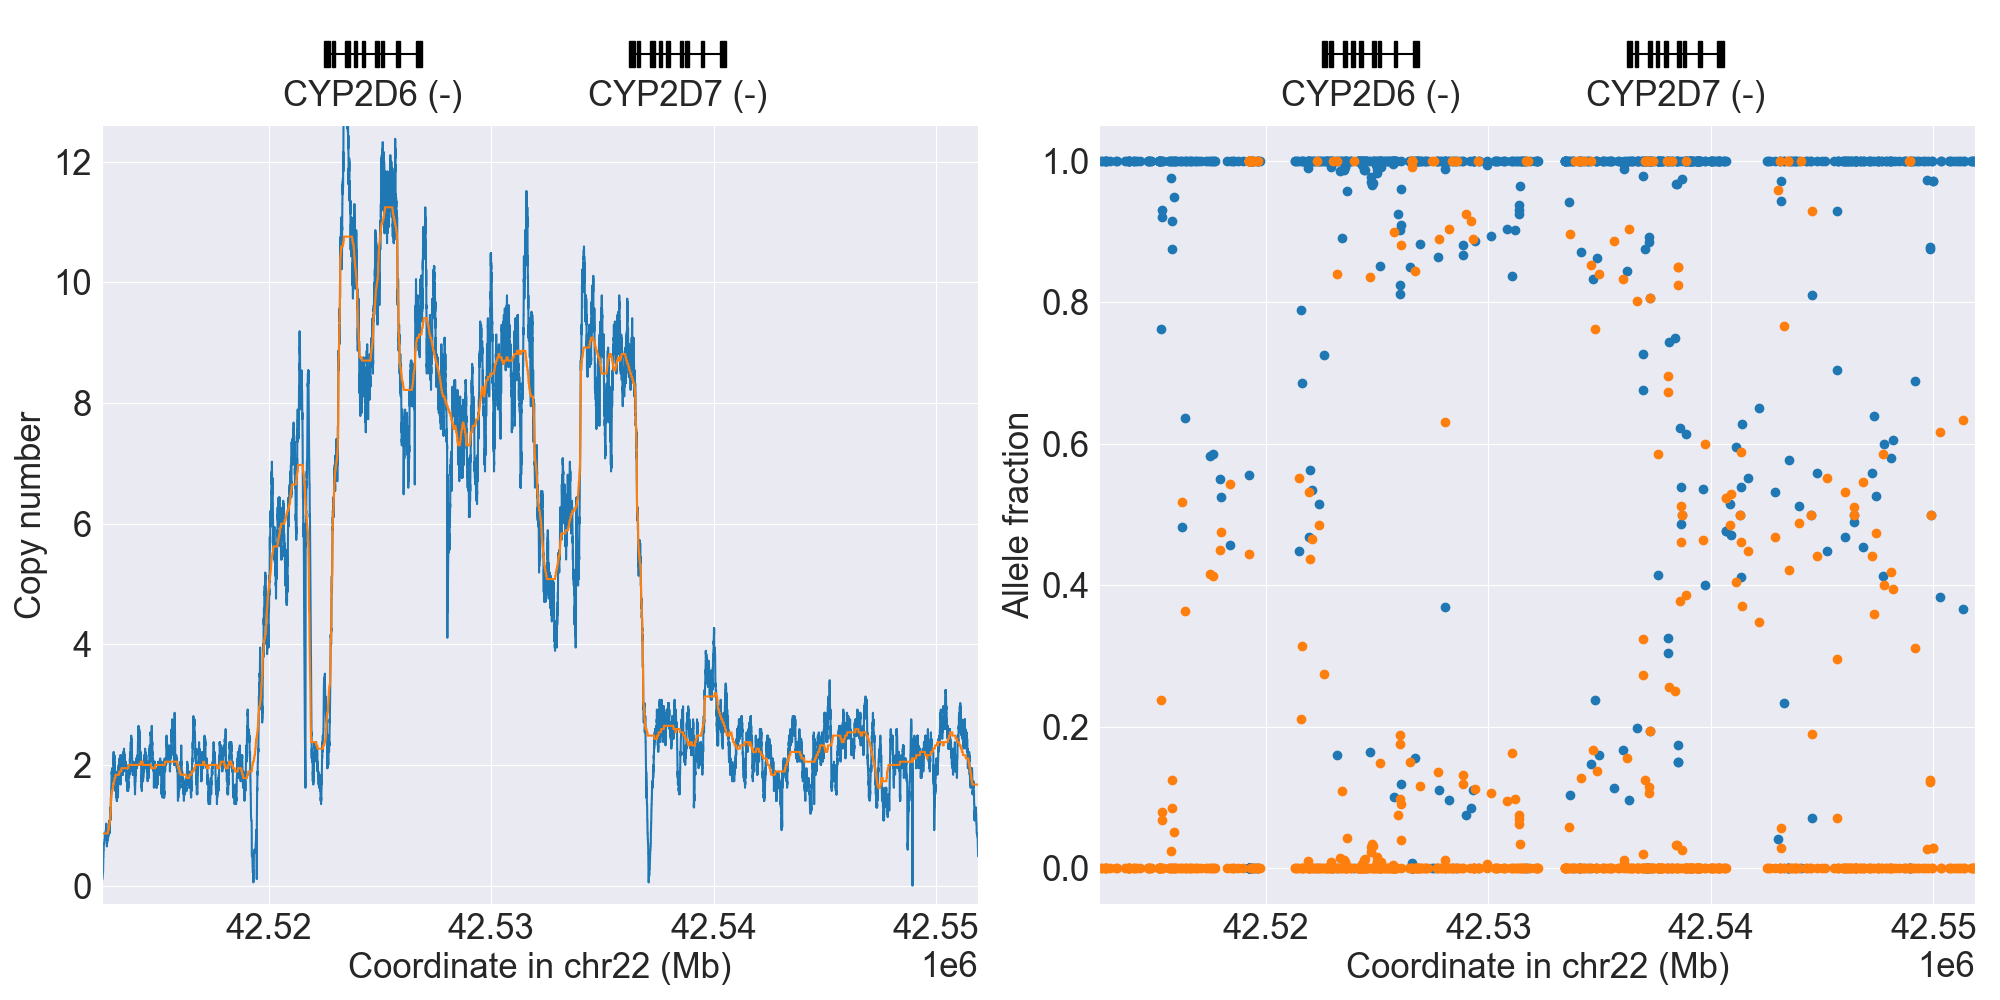 CYP2D6 (-) CYP2D7 (-)
12
10
8
6
4
2
0
Copy number
42.52 42.53 42.54 42.55
Coordinate in chr22 (Mb) 1e6
CYP2D6 (-) CYP2D7 (-)
1.0
0.8
0.6
0.4
0.2
0.0
Allele fraction
42.52 42.53 42.54 42.55
Coordinate in chr22 (Mb) 1e6